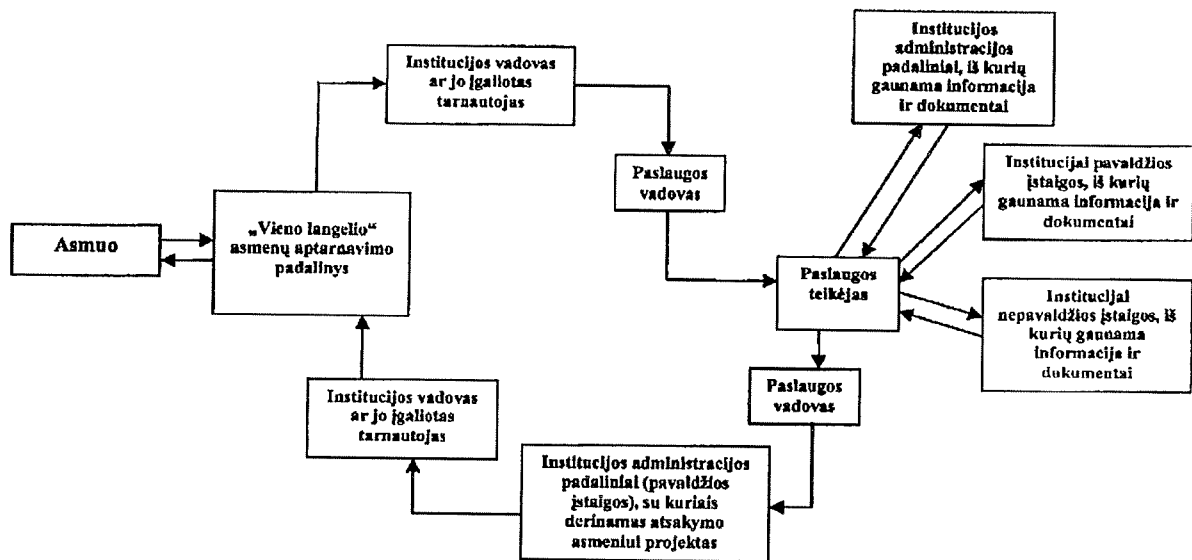 Institucijos vadovas
ar jo įgaliotas
tarnautojas
Institucijos
administracijos
padaliniai, iš kurių
gaunama informacija
ir dokumentai
Paslaugos
vadovas
Institucijai pavaldžios
įstaigos, iš kurių
gaunama informacija ir
dokumentai
Asmuo
„Vieno langelio“
asmenų aptarnavimo
padalinys
Paslaugos
teikėjas
Institucijai
nepavaldžios įstaigos, iš
kurių gaunama
informacija ir
dokumentai
Paslaugos
vadovas
Institucijos vadovas
ar jo įgaliotas
tarnautojas
Institucijos administracijos
padaliniai (pavaldžios
įstaigos), su kuriais
derinamas atsakymo
asmeniui projektas